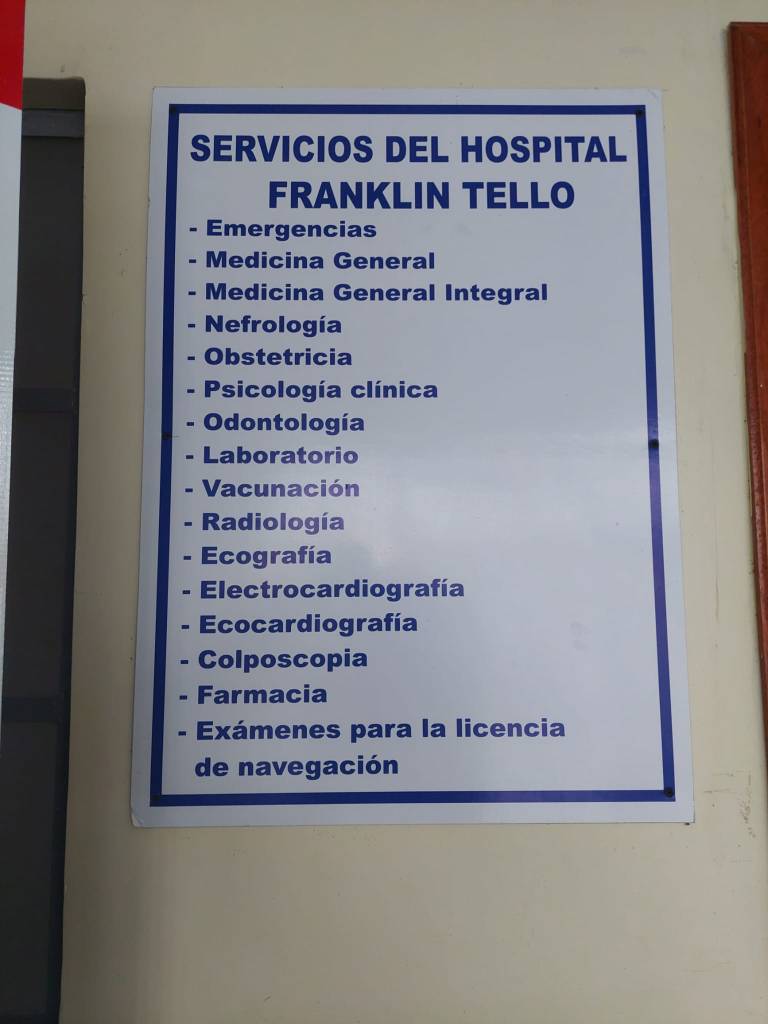 SERVICIOS DEL HOSPITAL
FRANKLIN TELLO
- Emergencias
- Medicina General
- Medicina General Integral
- Nefrología
- Obstetricia
- Psicología clínica
- Odontología
- Laboratorio
- Vacunación
- Radiología
- Ecografía
- Electrocardiografía
- Ecocardiografía
- Colposcopia
- Farmacia
- Exámenes para la licencia
de navegación